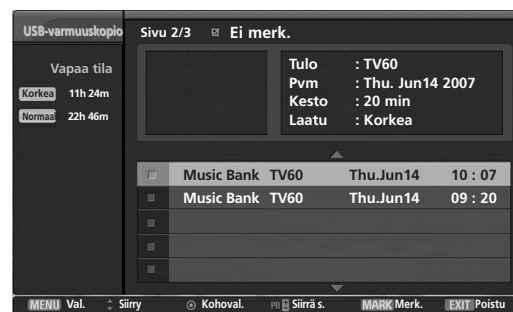 USB-varmuuskopio
Sivu 2/3 ☑ Ei merk.
Vapaa tila
Korkea 11h 24m
Normaal 22h 46m
Tulo : TV60
Pvm : Thu. Jun14 2007
Kesto : 20 min
Laatu : Korkea
Music Bank TV60 Thu.Jun14 10 : 07
Music Bank TV60 Thu.Jun14 09 : 20
MENU Val. Siirry Kohoval. PR Siirrä s. MARK Merk. EXIT Poistu